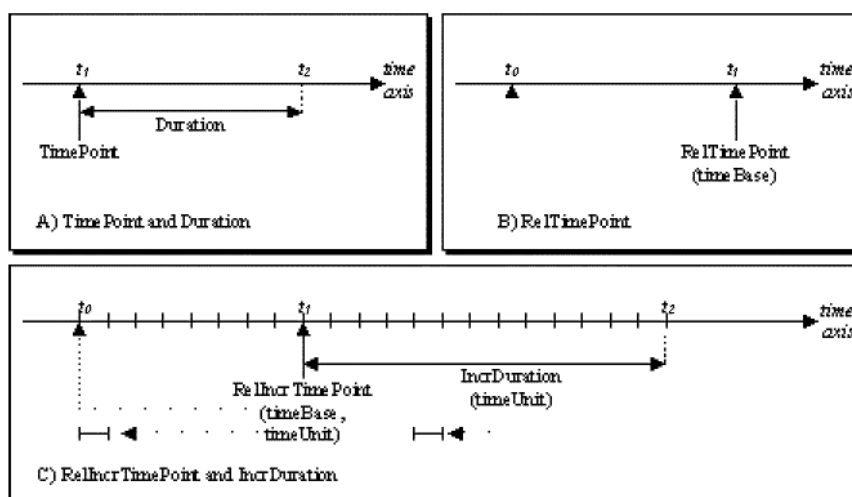 t1 t2 time
axis
Duration
TimePoint
A) TimePoint and Duration
t0 t1 time
axis
RelTimePoint
(timeBase)
B) RelTimePoint
t0 t1 t2 time
axis
RelIncrTimePoint
(timeBase,
timeUnit)
IncrDuration
(timeUnit)
C) RelIncrTimePoint and IncrDuration